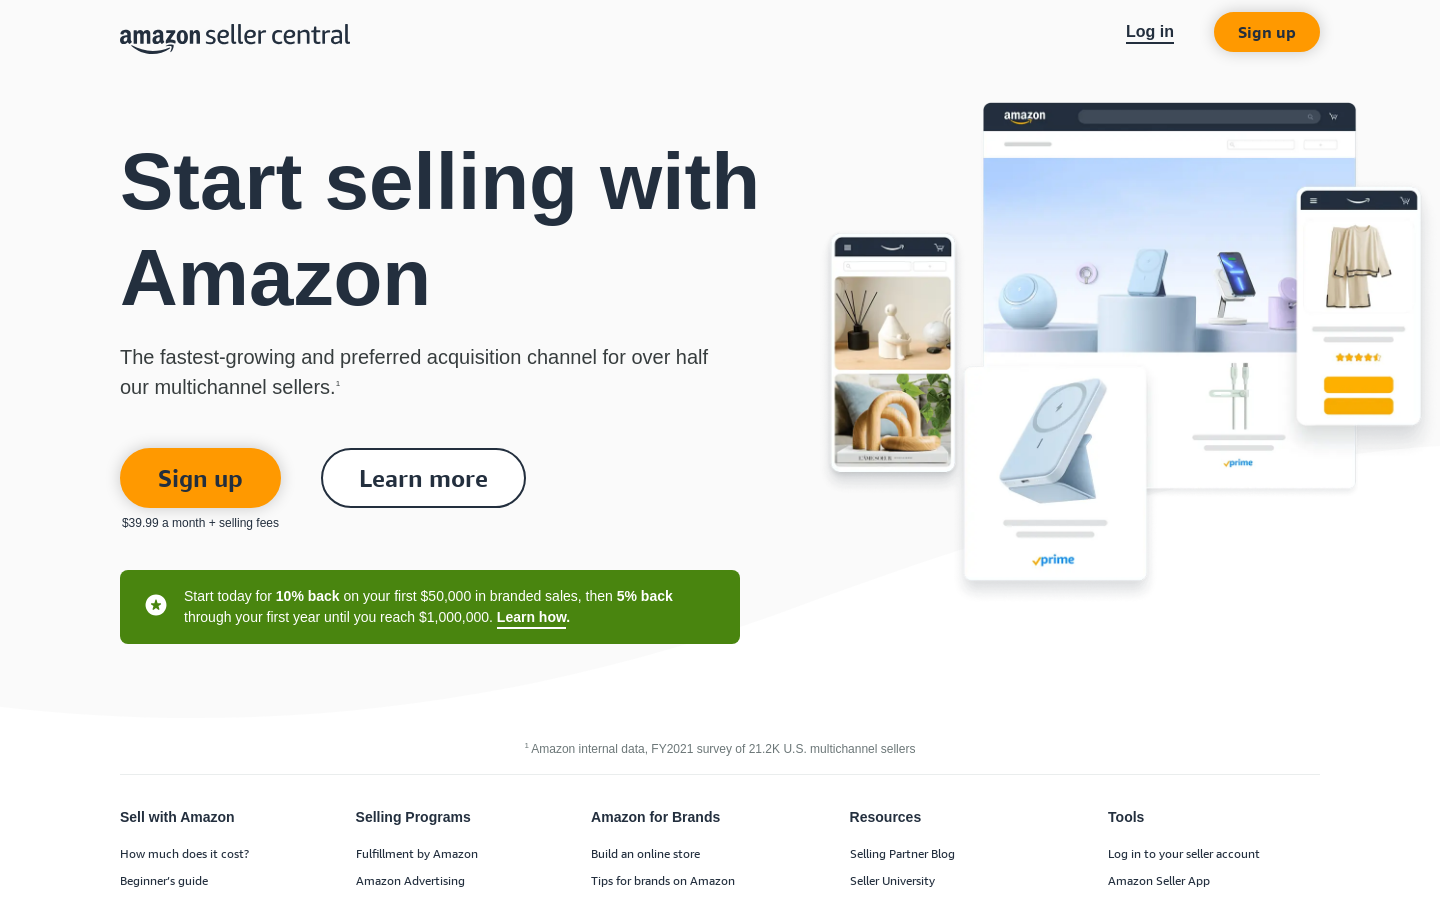 amazon seller central
Log in
Sign up
Start selling with
Amazon
The fastest-growing and preferred acquisition channel for over half
our multichannel sellers.¹
Sign up
Learn more
$39.99 a month + selling fees
Start today for 10% back on your first $50,000 in branded sales, then 5% back
through your first year until you reach $1,000,000. Learn how.
amazon
prime
prime
¹ Amazon internal data, FY2021 survey of 21.2K U.S. multichannel sellers
Sell with Amazon
How much does it cost?
Beginner's guide
Selling Programs
Fulfillment by Amazon
Amazon Advertising
Amazon for Brands
Build an online store
Tips for brands on Amazon
Resources
Selling Partner Blog
Seller University
Tools
Log in to your seller account
Amazon Seller App